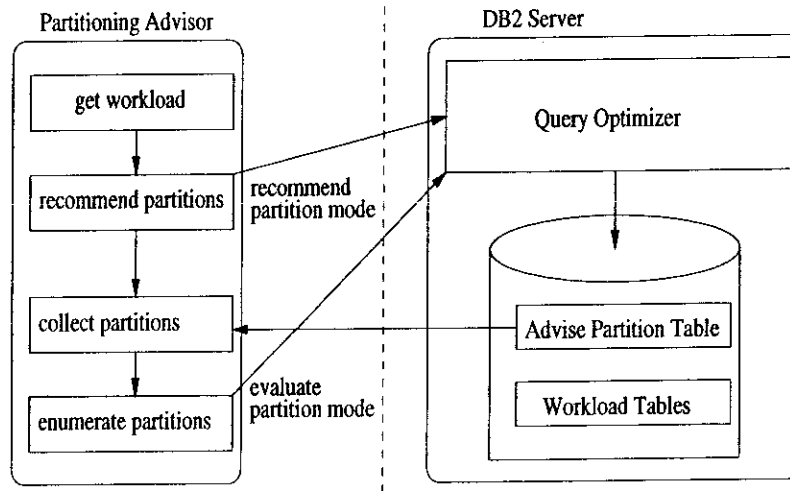 Partitioning Advisor
DB2 Server
get workload
Query Optimizer
recommend partitions
recommend
partition mode
collect partitions
Advise Partition Table
evaluate
partition mode
enumerate partitions
Workload Tables